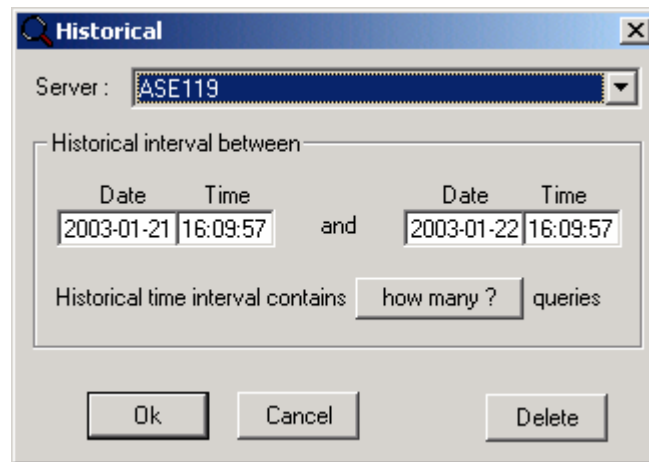 Historical
Server : ASE119
Historical interval between
Date Time Date Time
2003-01-21 16:09:57 and 2003-01-22 16:09:57
Historical time interval contains how many ? queries
Ok Cancel Delete